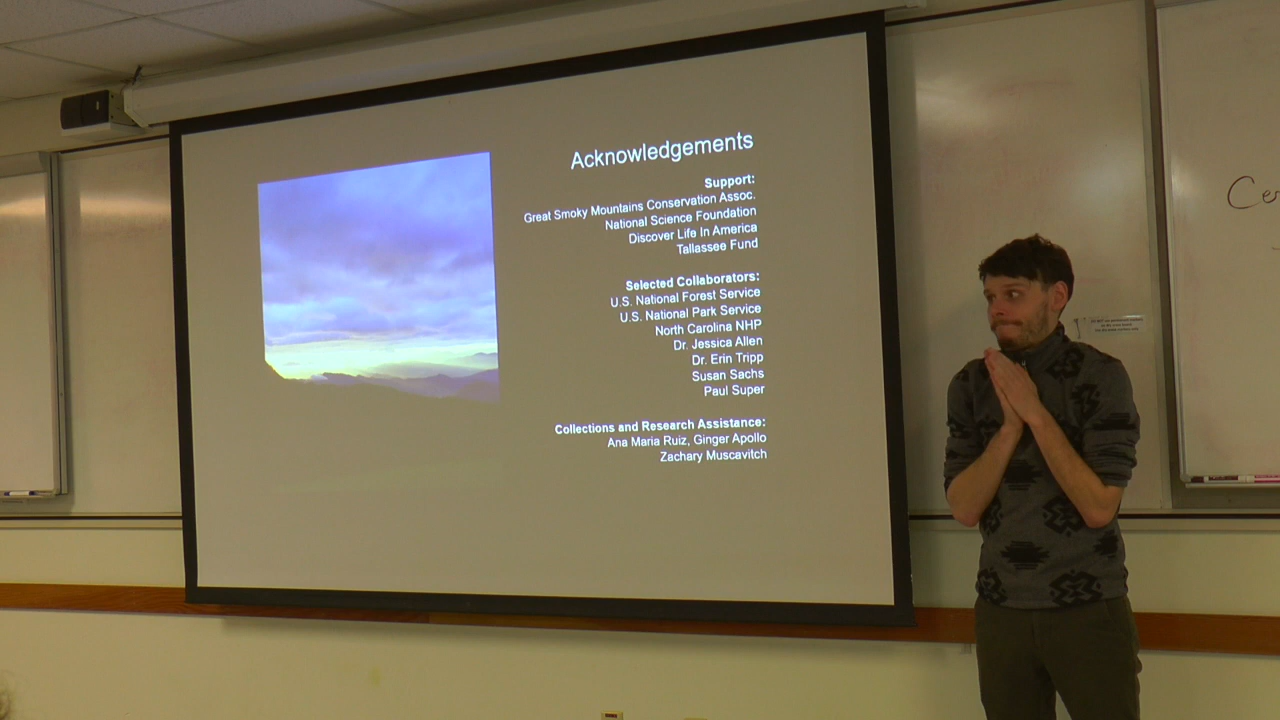 Acknowledgements
Support:
Great Smoky Mountains Conservation Assoc.
National Science Foundation
Discover Life In America
Tallassee Fund
Selected Collaborators:
U.S. National Forest Service
U.S. National Park Service
North Carolina NHP
Dr. Jessica Allen
Dr. Erin Tripp
Susan Sachs
Paul Super
Collections and Research Assistance:
Ana Maria Ruiz, Ginger Apollo
Zachary Muscavitch